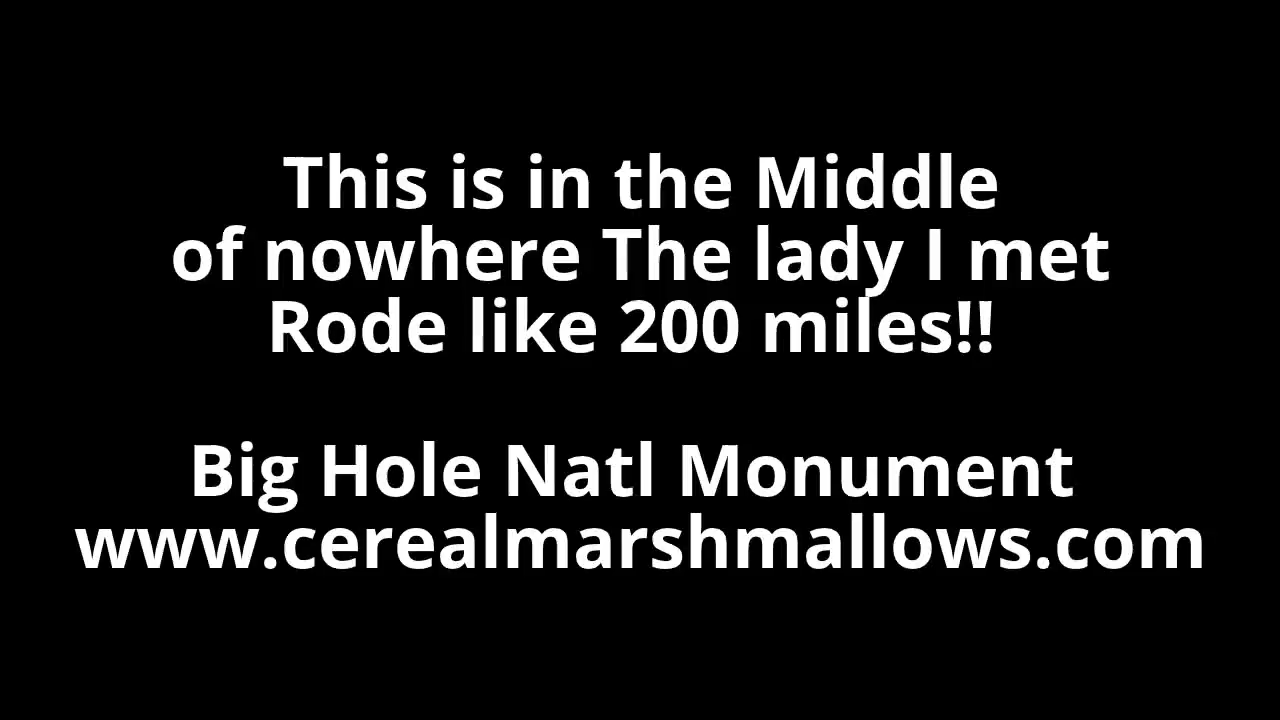 This is in the Middle
of nowhere The lady I met
Rode like 200 miles!!
Big Hole Natl Monument
www.cerealmarshmallows.com